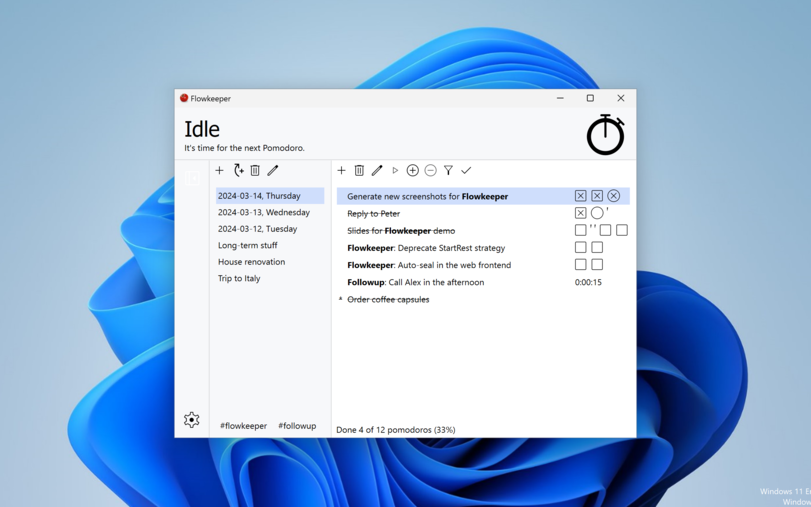 Flowkeeper
Idle
It's time for the next Pomodoro.
2024-03-14, Thursday
2024-03-13, Wednesday
2024-03-12, Tuesday
Long-term stuff
House renovation
Trip to Italy
#flowkeeper #followup
Generate new screenshots for Flowkeeper
Reply to Peter
Slides for Flowkeeper demo
Flowkeeper: Deprecate StartRest strategy
Flowkeeper: Auto-seal in the web frontend
Followup: Call Alex in the afternoon 0:00:15
Order coffee capsules
Done 4 of 12 pomodoros (33%)
Windows 11
Window